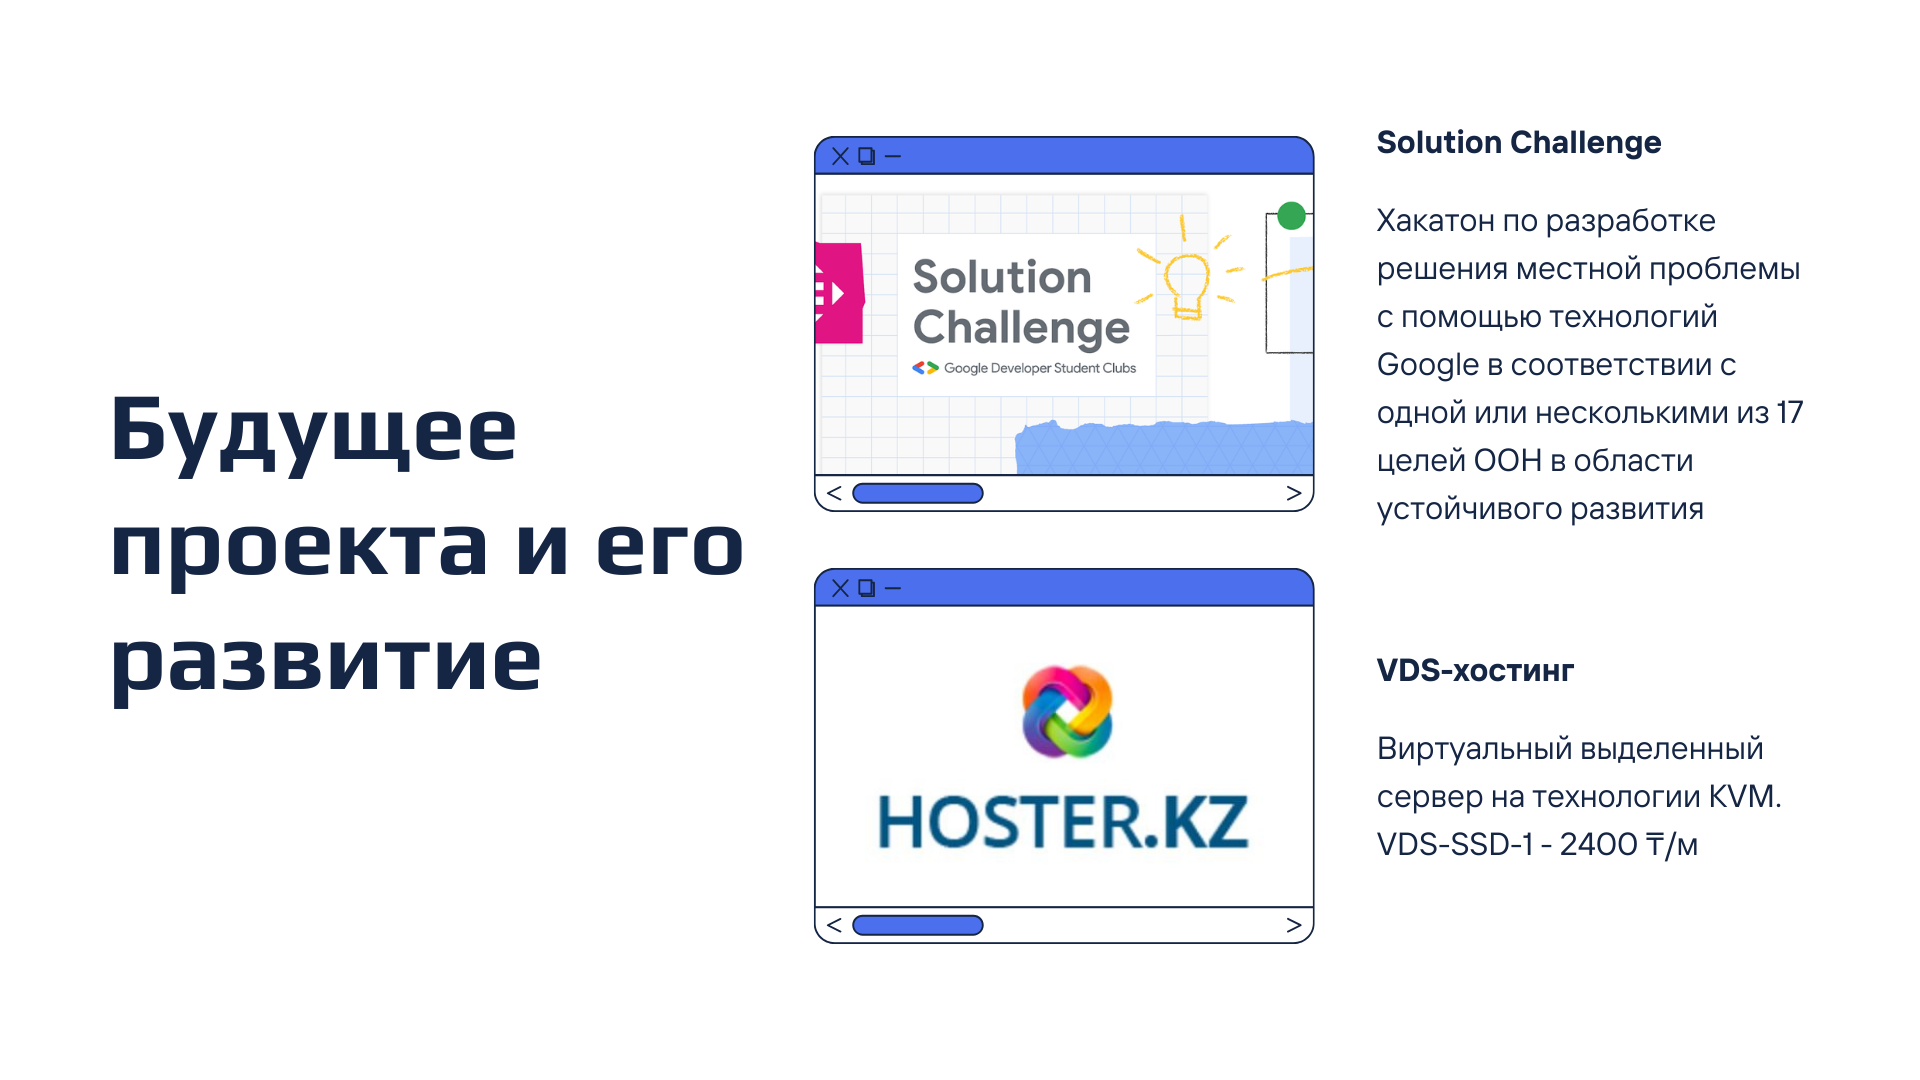 Будущее
проекта и его
развитие
Solution
Challenge
Google Developer Student Clubs
Solution Challenge
Хакатон по разработке
решения местной проблемы
с помощью технологий
Google в соответствии с
одной или несколькими из 17
целей ООН в области
устойчивого развития
HOSTER.KZ
VDS-хостинг
Виртуальный выделенный
сервер на технологии KVM.
VDS-SSD-1 - 2400 ₸/м